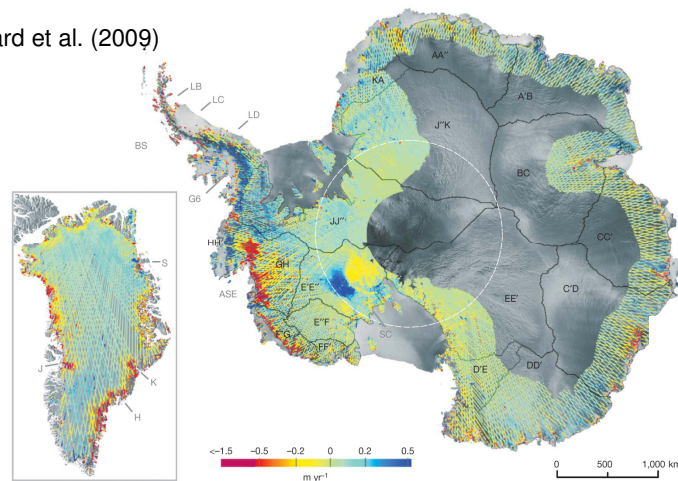 ard et al. (2009)
LB
LC
LD
AA''
KA
A'B
BS
J''K
BC
G6
JJ''
HH'
CC'
S
GH
ASE
E'E''
EE'
C'D
E''F
SC
F'G
FF'
DD'
D'E
J
K
H
<–1.5 –0.5 –0.2 0 0.2 0.5
m yr⁻¹
0 500 1,000 km